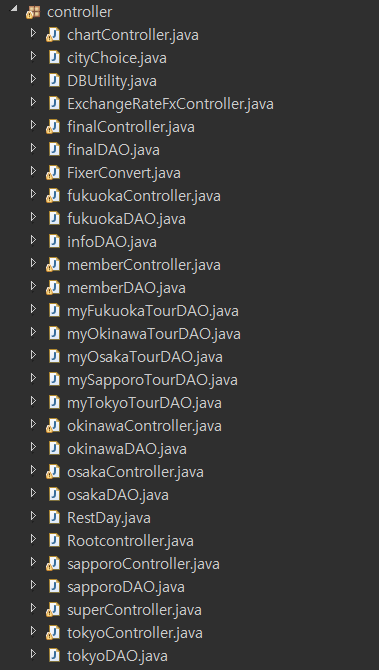 controller
chartController.java
cityChoice.java
DBUtility.java
ExchangeRateFxController.java
finalController.java
finalDAO.java
FixerConvert.java
fukuokaController.java
fukuokaDAO.java
infoDAO.java
memberController.java
memberDAO.java
myFukuokaTourDAO.java
myOkinawaTourDAO.java
myOsakaTourDAO.java
mySapporoTourDAO.java
myTokyoTourDAO.java
okinawaController.java
okinawaDAO.java
osakaController.java
osakaDAO.java
RestDay.java
Rootcontroller.java
sapporoController.java
sapporoDAO.java
superController.java
tokyoController.java
tokyoDAO.java